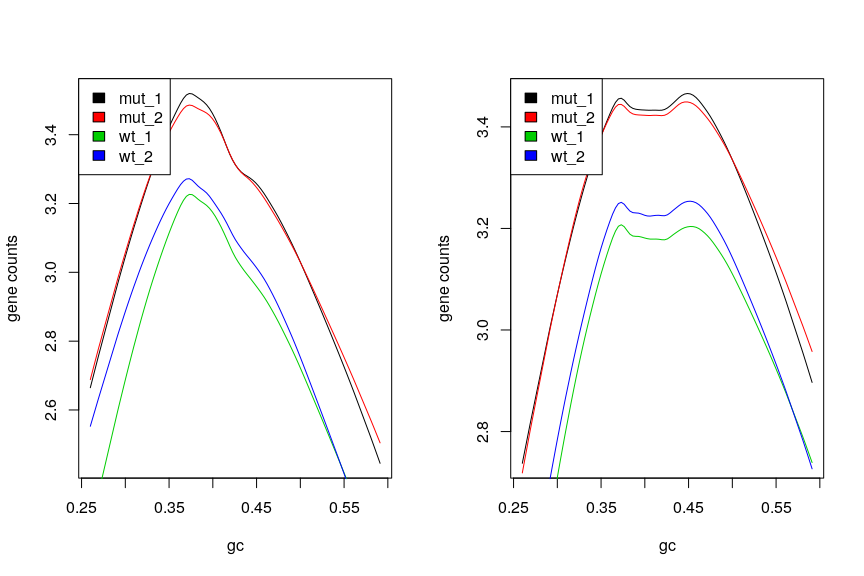 mut_1
mut_2
wt_1
wt_2
gene counts
3.4
3.2
3.0
2.8
2.6
0.25
0.35
0.45
0.55
gc
mut_1
mut_2
wt_1
wt_2
gene counts
3.4
3.2
3.0
2.8
0.25
0.35
0.45
0.55
gc